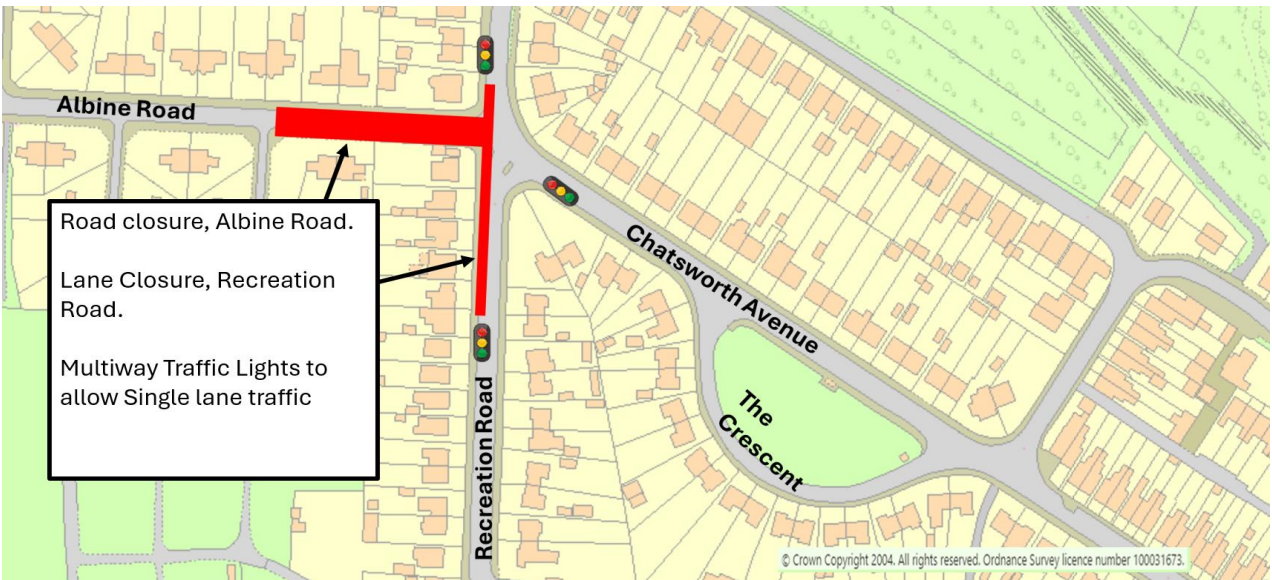 Albine Road
Road closure, Albine Road.
Lane Closure, Recreation
Road.
Multiway Traffic Lights to
allow Single lane traffic
Chatsworth Avenue
The
Crescent
Recreation Road
© Crown Copyright 2004. All rights reserved. Ordnance Survey licence number 100031673.